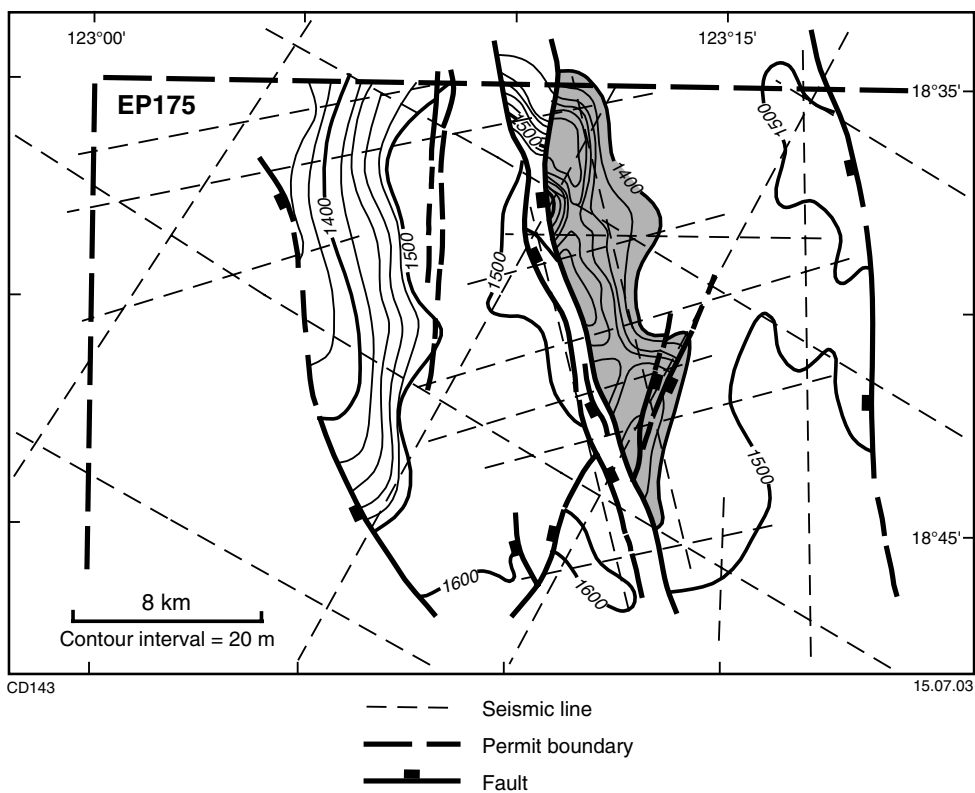 123°00'
123°15'
EP175
18°35'
1500
1500
1400
1400
1500
1500
1500
18°45'
1600
1600
8 km
Contour interval = 20 m
CD143
15.07.03
Seismic line
Permit boundary
Fault